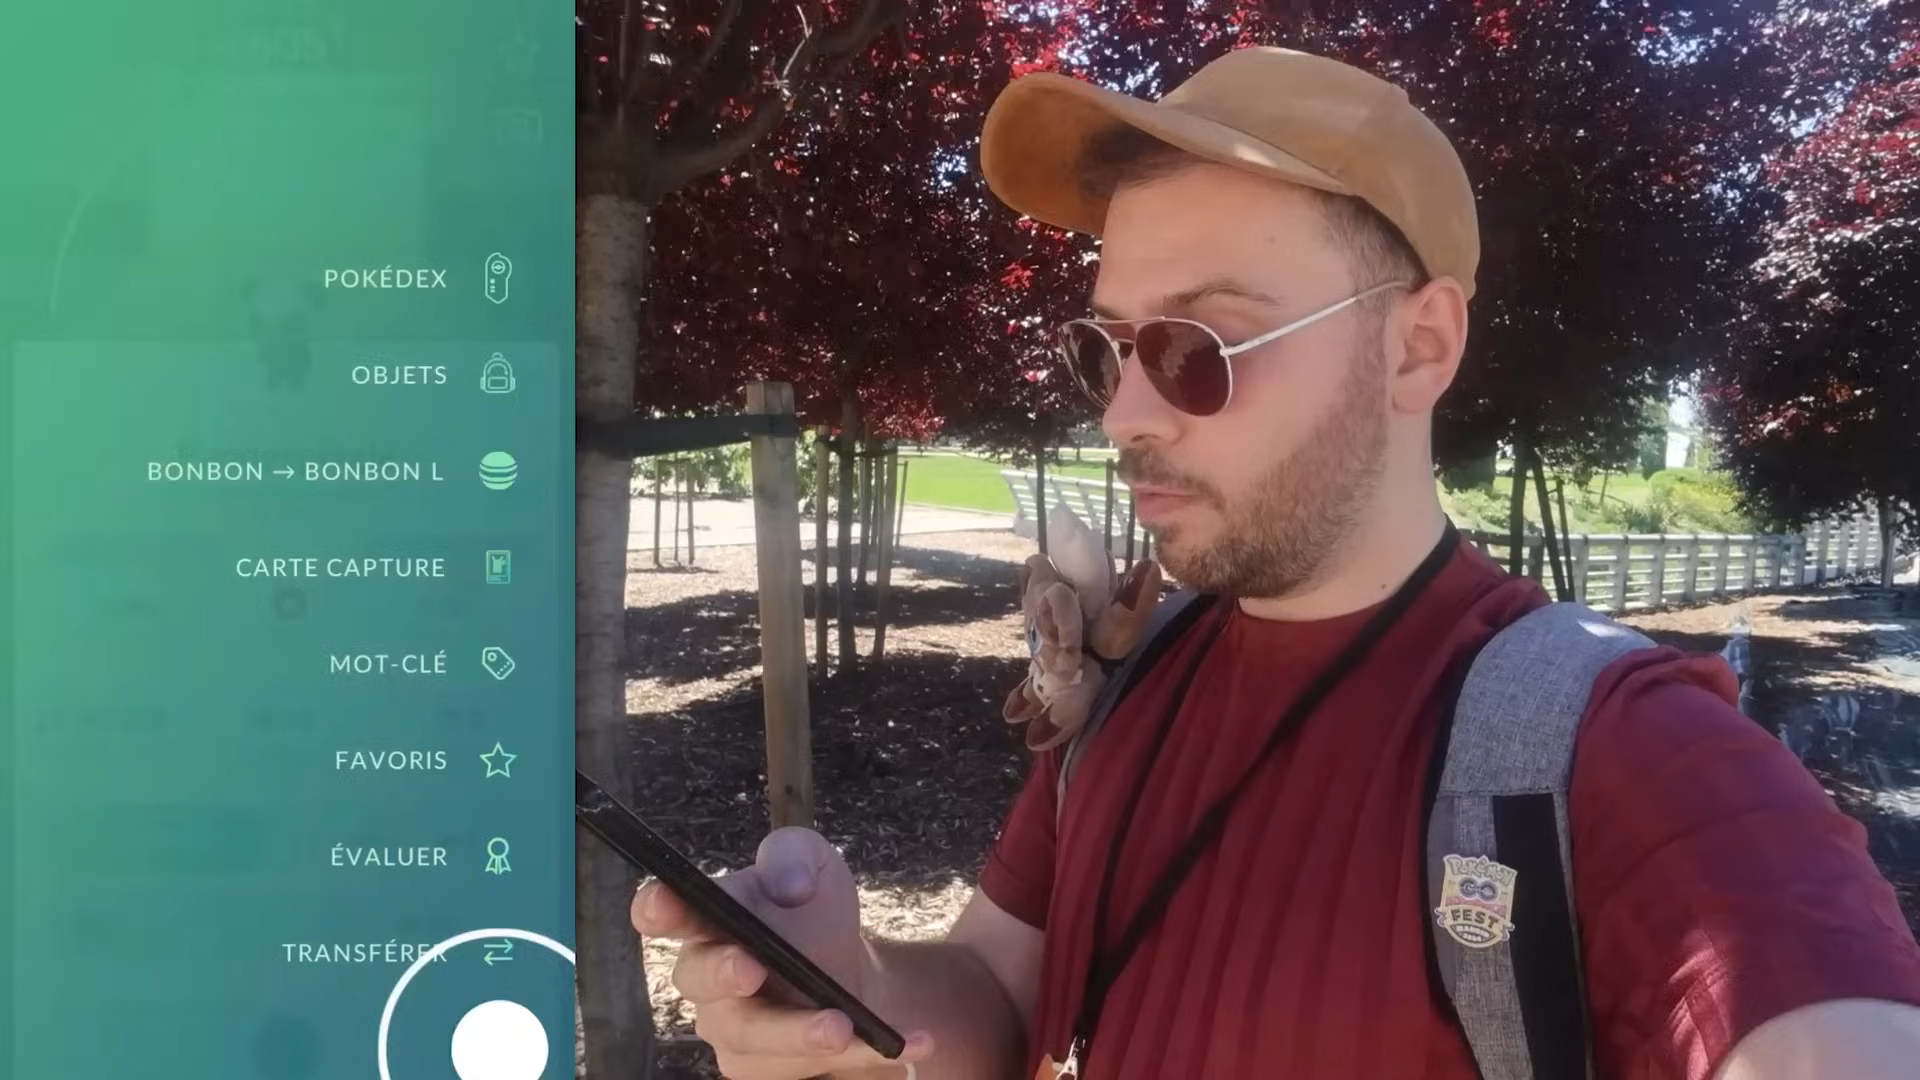 POKÉDEX
OBJETS
BONBON → BONBON L
CARTE CAPTURE
MOT-CLÉ
FAVORIS
ÉVALUER
TRANSFÉRER
POKÉMON
GO
FEST